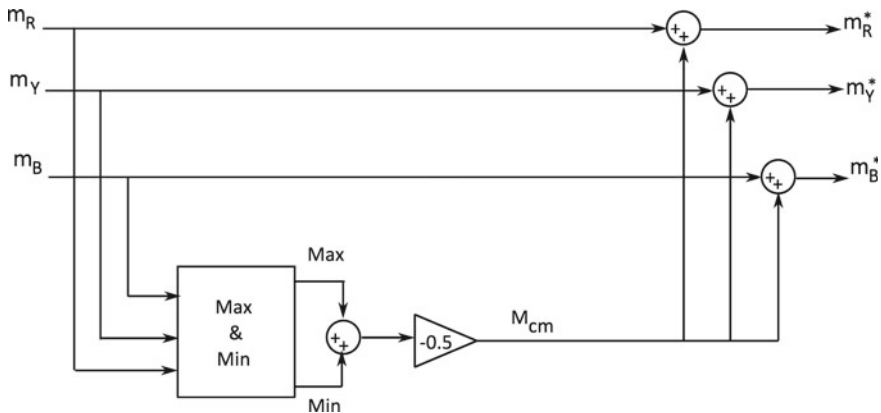 m_R
m_R^*
+
+
m_Y
m_Y^*
+
+
m_B
m_B^*
+
+
Max
Max
&
Min
+
+
-0.5
M_cm
Min